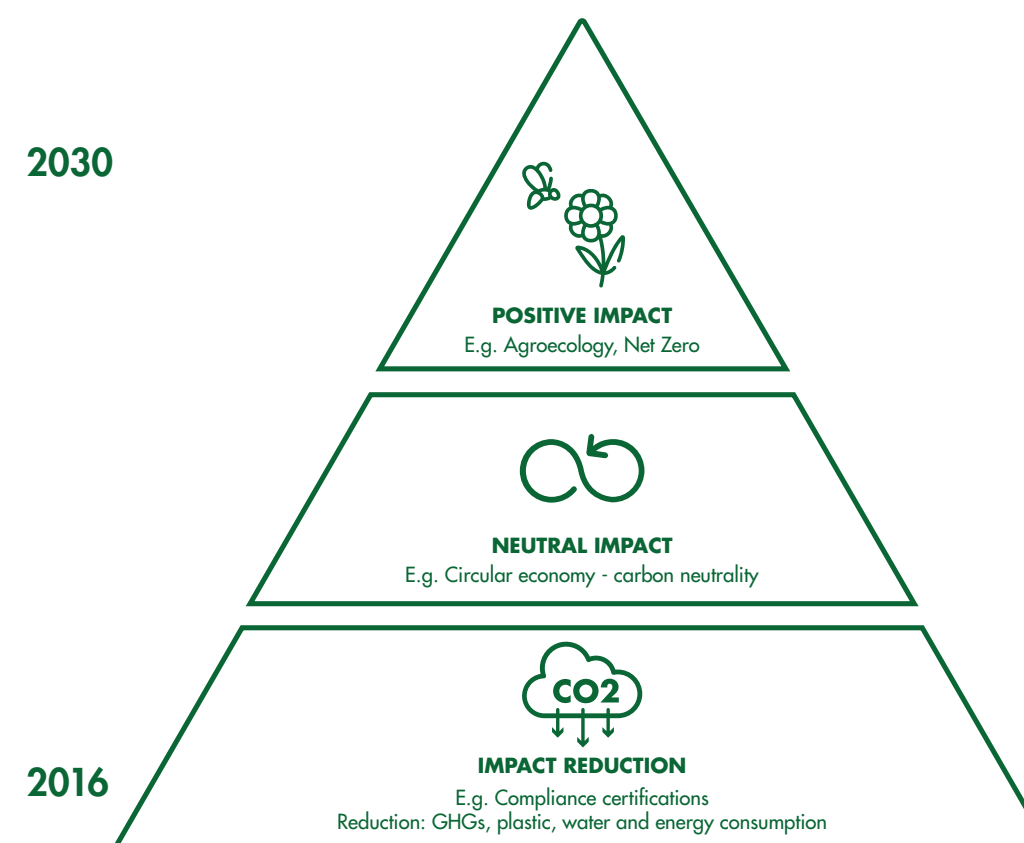 2030
POSITIVE IMPACT
E.g. Agroecology, Net Zero
NEUTRAL IMPACT
E.g. Circular economy - carbon neutrality
CO2
IMPACT REDUCTION
2016
E.g. Compliance certifications
Reduction: GHGs, plastic, water and energy consumption